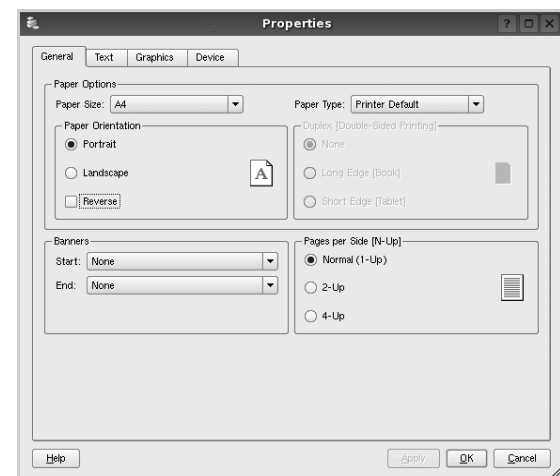 Properties
General Text Graphics Device
Paper Options
Paper Size: A4 Paper Type: Printer Default
Paper Orientation
Portrait
Landscape
Reverse
A
Duplex [Double-Sided Printing]
None
Long Edge [Book]
Short Edge [Tablet]
Banners
Start: None
End: None
Pages per Side [N-Up]
Normal (1-Up)
2-Up
4-Up
Help Apply OK Cancel